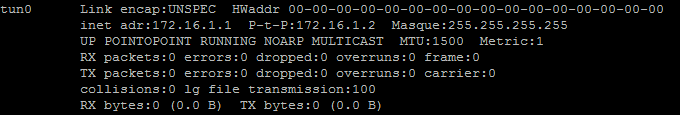 tun0 Link encap:UNSPEC HWaddr 00-00-00-00-00-00-00-00-00-00-00-00-00-00-00-00
inet adr:172.16.1.1 P-t-P:172.16.1.2 Masque:255.255.255.255
UP POINTOPOINT RUNNING NOARP MULTICAST MTU:1500 Metric:1
RX packets:0 errors:0 dropped:0 overruns:0 frame:0
TX packets:0 errors:0 dropped:0 overruns:0 carrier:0
collisions:0 lg file transmission:100
RX bytes:0 (0.0 B) TX bytes:0 (0.0 B)